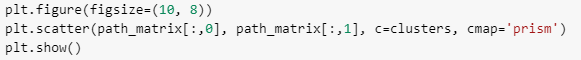 plt.figure(figsize=(10, 8))
plt.scatter(path_matrix[:,0], path_matrix[:,1], c=clusters, cmap='prism')
plt.show()